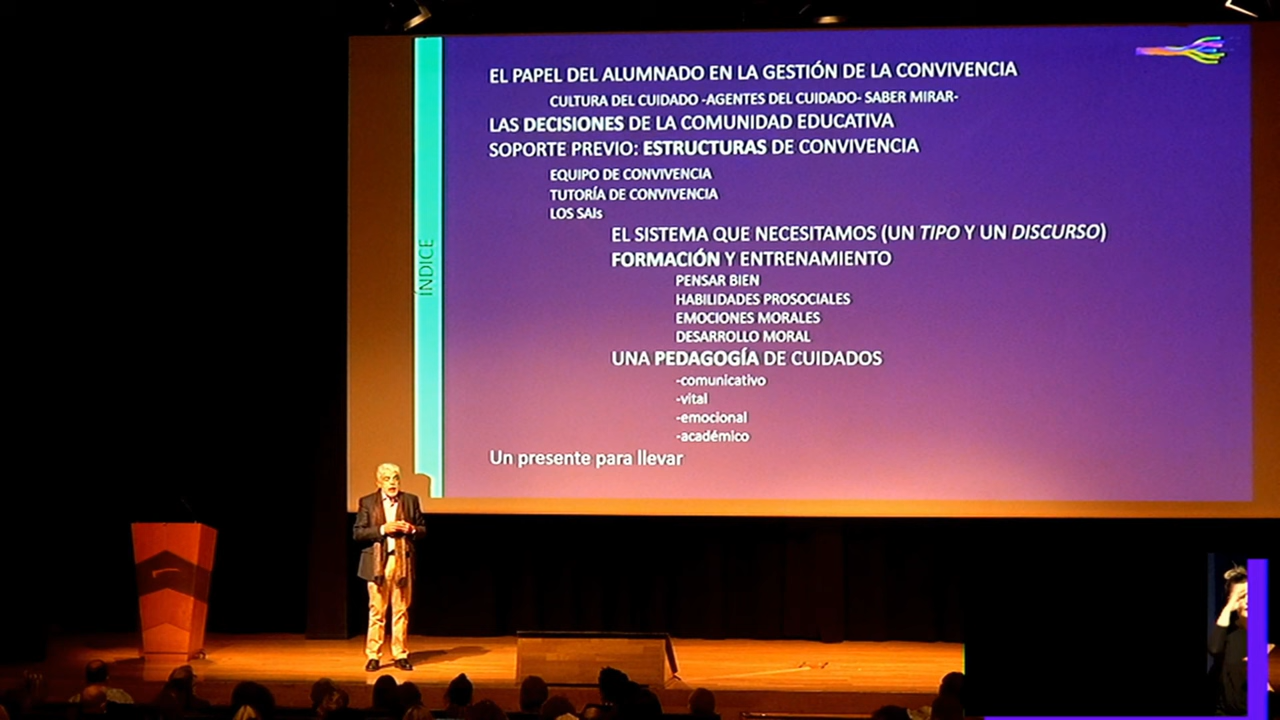 EL PAPEL DEL ALUMNADO EN LA GESTIÓN DE LA CONVIVENCIA
CULTURA DEL CUIDADO -AGENTES DEL CUIDADO- SABER MIRAR-
LAS DECISIONES DE LA COMUNIDAD EDUCATIVA
SOPORTE PREVIO: ESTRUCTURAS DE CONVIVENCIA
EQUIPO DE CONVIVENCIA
TUTORÍA DE CONVIVENCIA
LOS SAIs
EL SISTEMA QUE NECESITAMOS (UN TIPO Y UN DISCURSO)
FORMACIÓN Y ENTRENAMIENTO
PENSAR BIEN
HABILIDADES PROSOCIALES
EMOCIONES MORALES
DESARROLLO MORAL
UNA PEDAGOGÍA DE CUIDADOS
-comunicativo
-vital
-emocional
-académico
Un presente para llevar
ÍNDICE